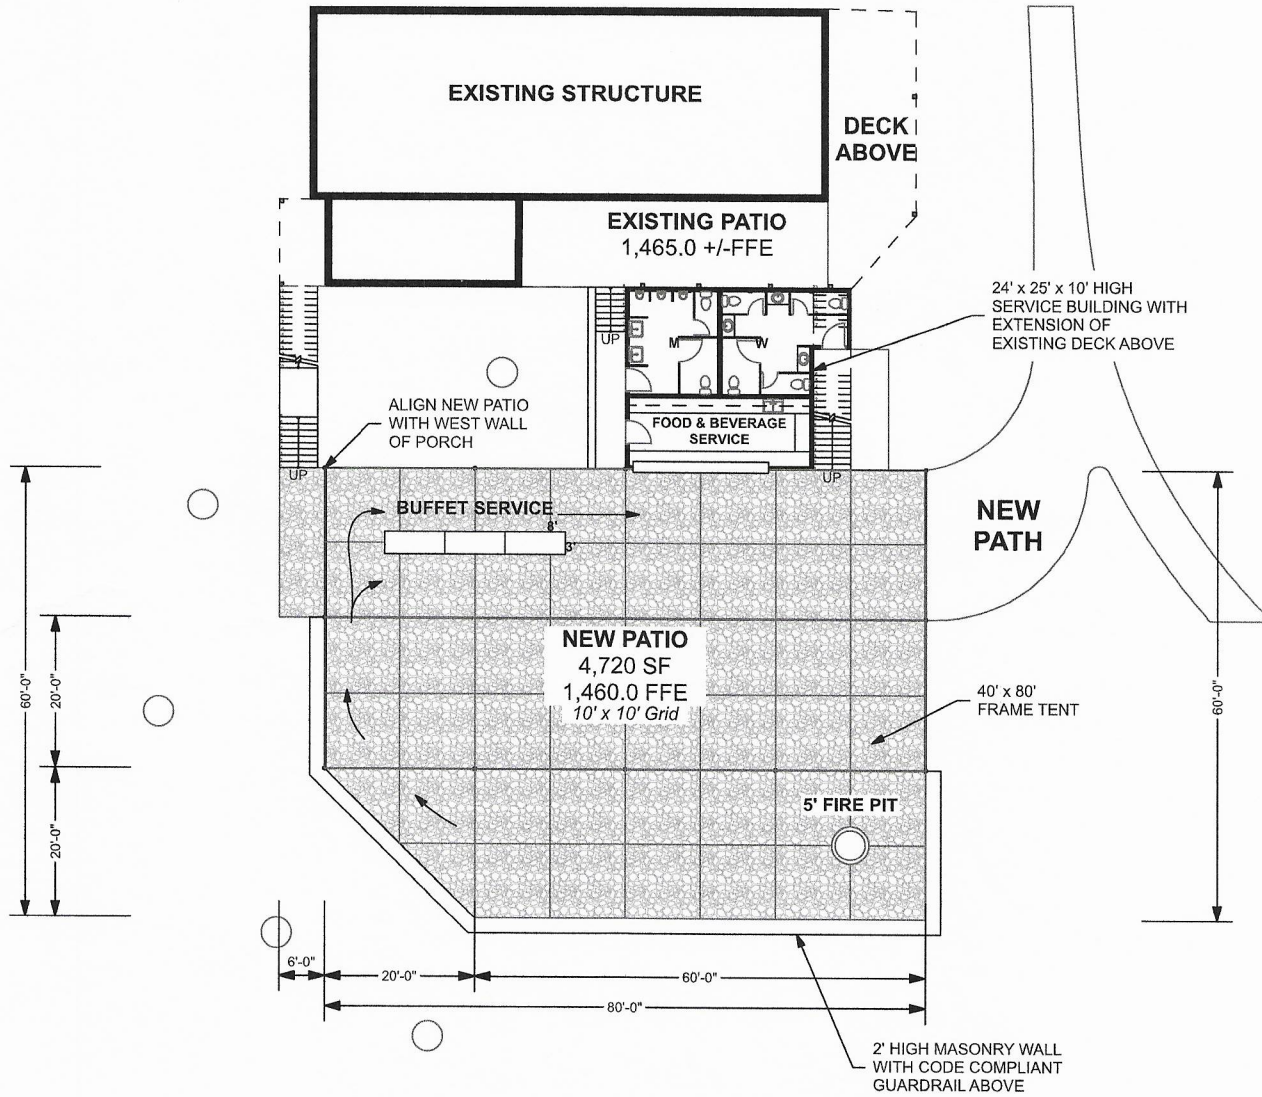 EXISTING STRUCTURE
DECK
ABOVE
EXISTING PATIO
1,465.0 +/-FFE
24' x 25' x 10' HIGH
SERVICE BUILDING WITH
EXTENSION OF
EXISTING DECK ABOVE
UP
M
W
ALIGN NEW PATIO
WITH WEST WALL
OF PORCH
FOOD & BEVERAGE
SERVICE
UP
UP
BUFFET SERVICE
8'
3'
NEW
PATH
NEW PATIO
4,720 SF
1,460.0 FFE
10' x 10' Grid
60'-0"
20'-0"
20'-0"
60'-0"
40' x 80'
FRAME TENT
5' FIRE PIT
6'-0"
20'-0"
60'-0"
80'-0"
2' HIGH MASONRY WALL
WITH CODE COMPLIANT
GUARDRAIL ABOVE